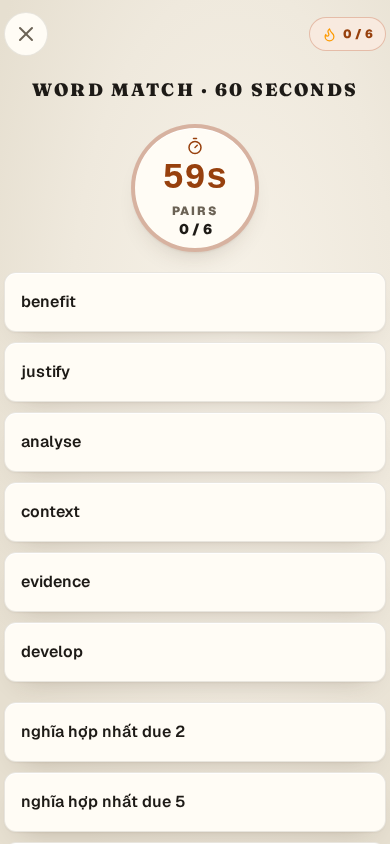 0 / 6
WORD MATCH · 60 SECONDS
59s
PAIRS
0 / 6
benefit
justify
analyse
context
evidence
develop
nghĩa hợp nhất due 2
nghĩa hợp nhất due 5